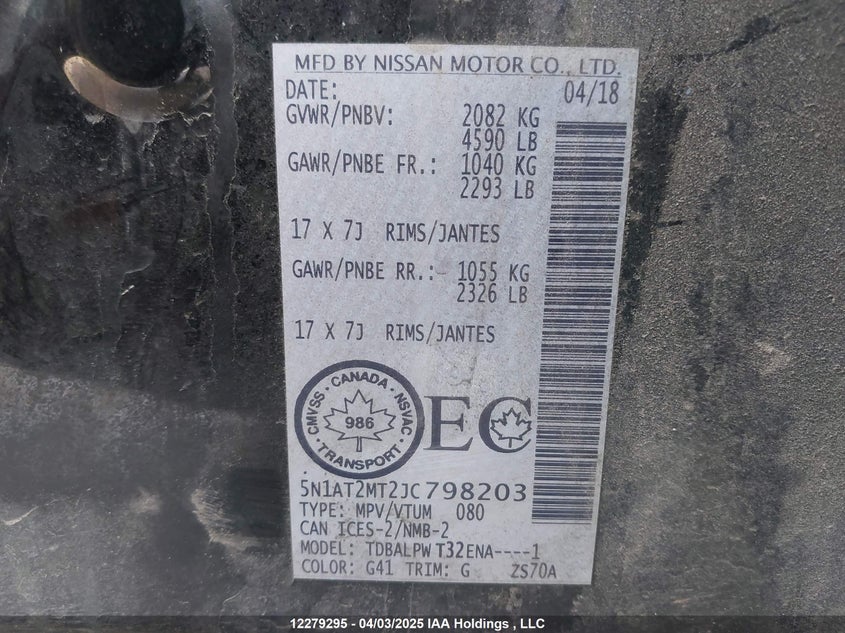 MFD BY NISSAN MOTOR CO., LTD.
DATE: 04/18
GVWR/PNBV: 2082 KG
4590 LB
GAWR/PNBE FR.: 1040 KG
2293 LB
17 X 7J RIMS/JANTES
GAWR/PNBE RR.: 1055 KG
2326 LB
17 X 7J RIMS/JANTES
CANADA
CMVSS NSVAC
986
TRANSPORT
EC
5N1AT2MT2JC798203
TYPE: MPV/VTUM 080
CAN ICES-2/NMB-2
MODEL: TDBALPW T32ENA----1
COLOR: G41 TRIM: G ZS70A
12279295 - 04/03/2025 IAA Holdings , LLC